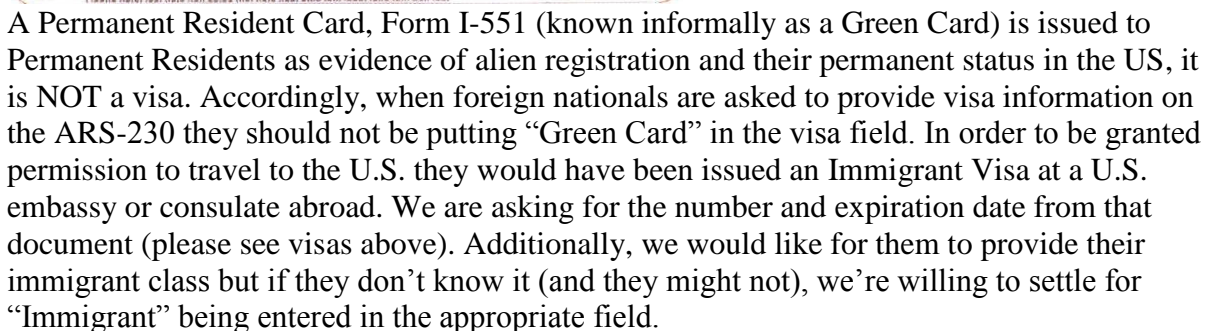 A Permanent Resident Card, Form I-551 (known informally as a Green Card) is issued to
Permanent Residents as evidence of alien registration and their permanent status in the US, it
is NOT a visa. Accordingly, when foreign nationals are asked to provide visa information on
the ARS-230 they should not be putting “Green Card” in the visa field. In order to be granted
permission to travel to the U.S. they would have been issued an Immigrant Visa at a U.S.
embassy or consulate abroad. We are asking for the number and expiration date from that
document (please see visas above). Additionally, we would like for them to provide their
immigrant class but if they don’t know it (and they might not), we’re willing to settle for
“Immigrant” being entered in the appropriate field.